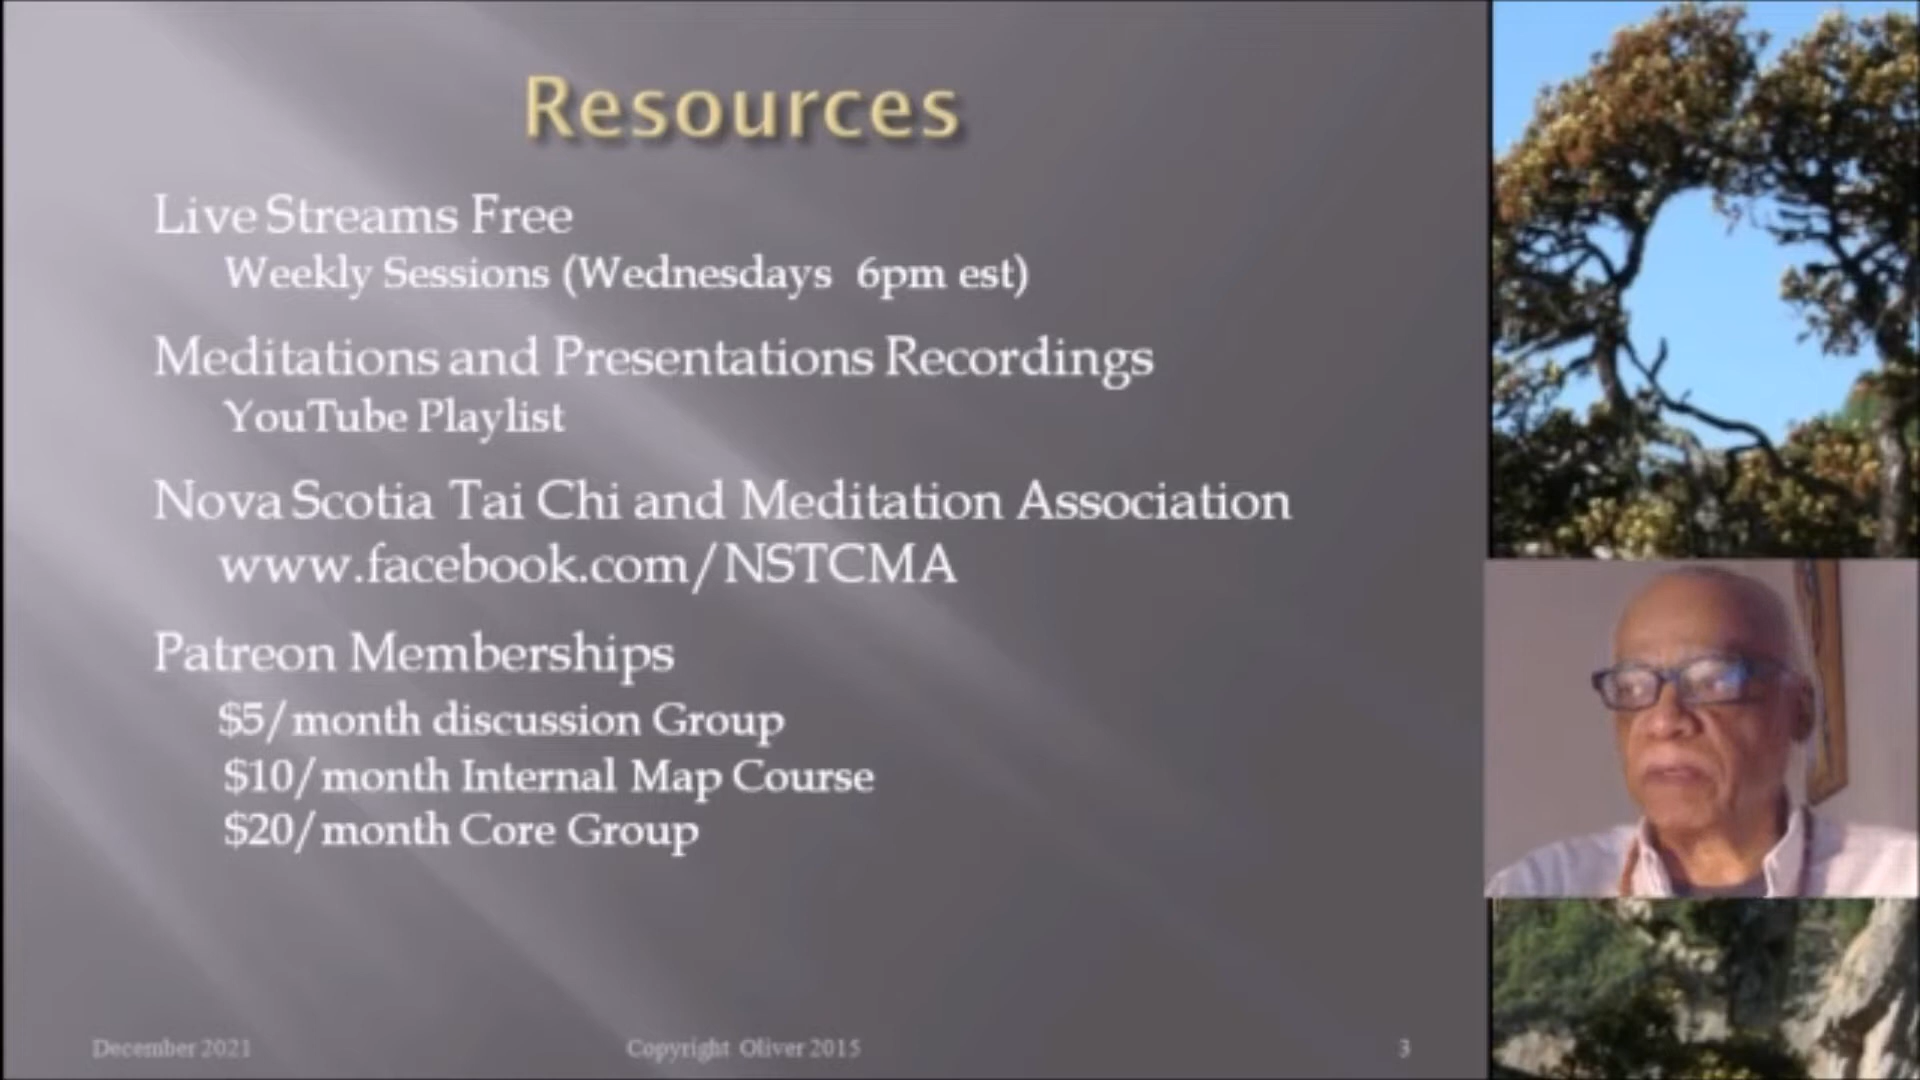 Resources
Live Streams Free
Weekly Sessions (Wednesdays 6pm est)
Meditations and Presentations Recordings
YouTube Playlist
Nova Scotia Tai Chi and Meditation Association
www.facebook.com/NSTCMA
Patreon Memberships
$5/month discussion Group
$10/month Internal Map Course
$20/month Core Group
December 2021
Copyright Oliver 2015
3